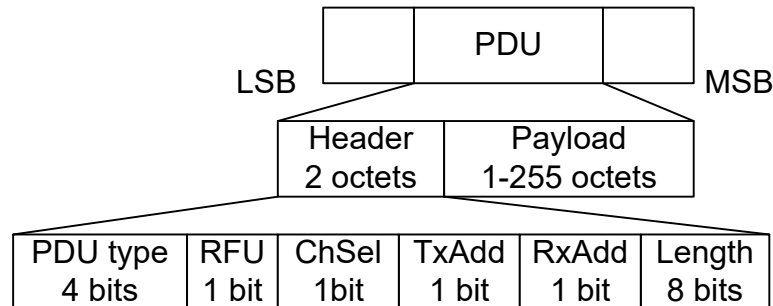 PDU
LSB
MSB
Header
2 octets
Payload
1-255 octets
PDU type
4 bits
RFU
1 bit
ChSel
1bit
TxAdd
1 bit
RxAdd
1 bit
Length
8 bits